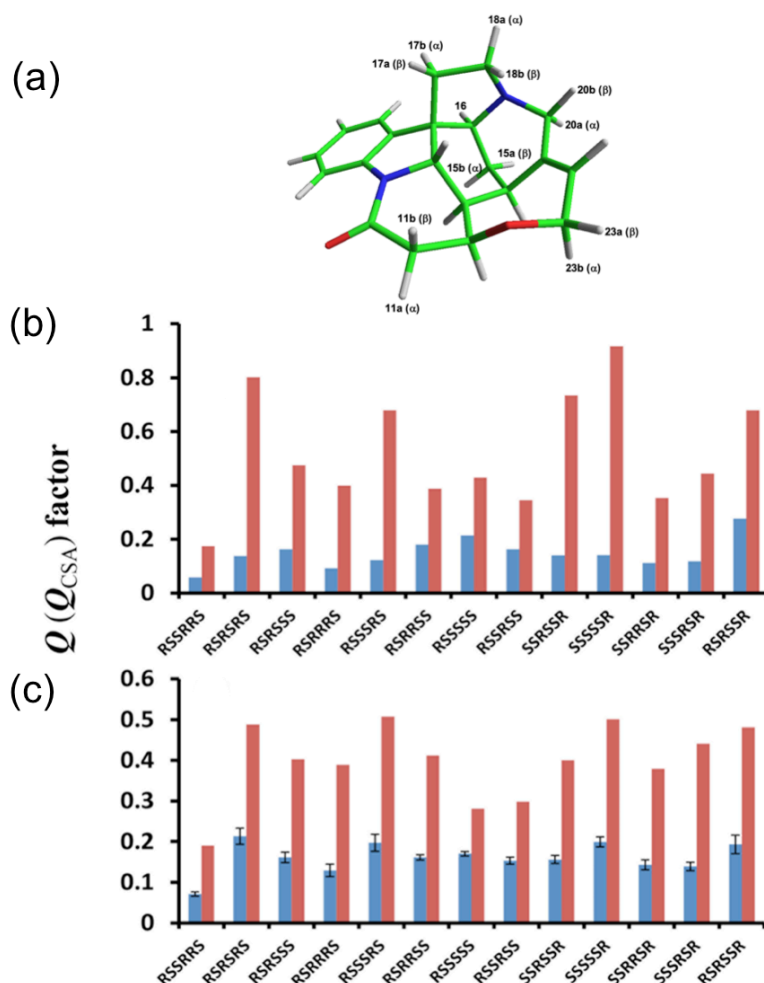 (a)
18a (α)
17b (α)
17a (β)
18b (β)
20b (β)
16
20a (α)
15a (β)
15b (α)
11b (β)
23a (β)
23b (α)
11a (α)
(b)
Q (Q_CSA) factor
1
0.8
0.6
0.4
0.2
0
RSSRRS RSRSRS RSRSSS RSRRRS RSSSRS RSRRSS RSSSSS RSSRSS SSRSSR SSSSSR SSRRSR SSSRSR RSRSSR
(c)
0.6
0.5
0.4
0.3
0.2
0.1
0
RSSRRS RSRSRS RSRSSS RSRRRS RSSSRS RSRRSS RSSSSS RSSRSS SSRSSR SSSSSR SSRRSR SSSRSR RSRSSR